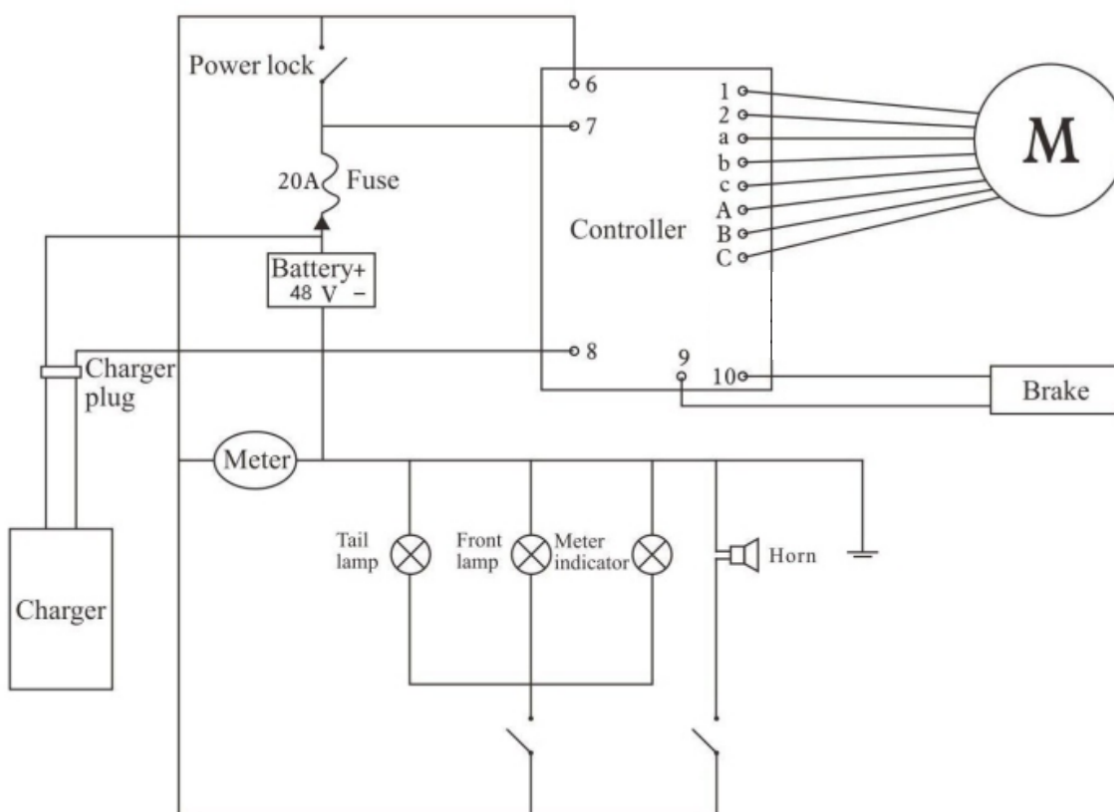 Power lock
6
1
2
7
a
M
b
20A Fuse
c
A
Controller
B
C
Battery+
48 V −
8
9
Charger
plug
10
Brake
Meter
Tail
lamp
Front
lamp
Meter
indicator
Horn
Charger